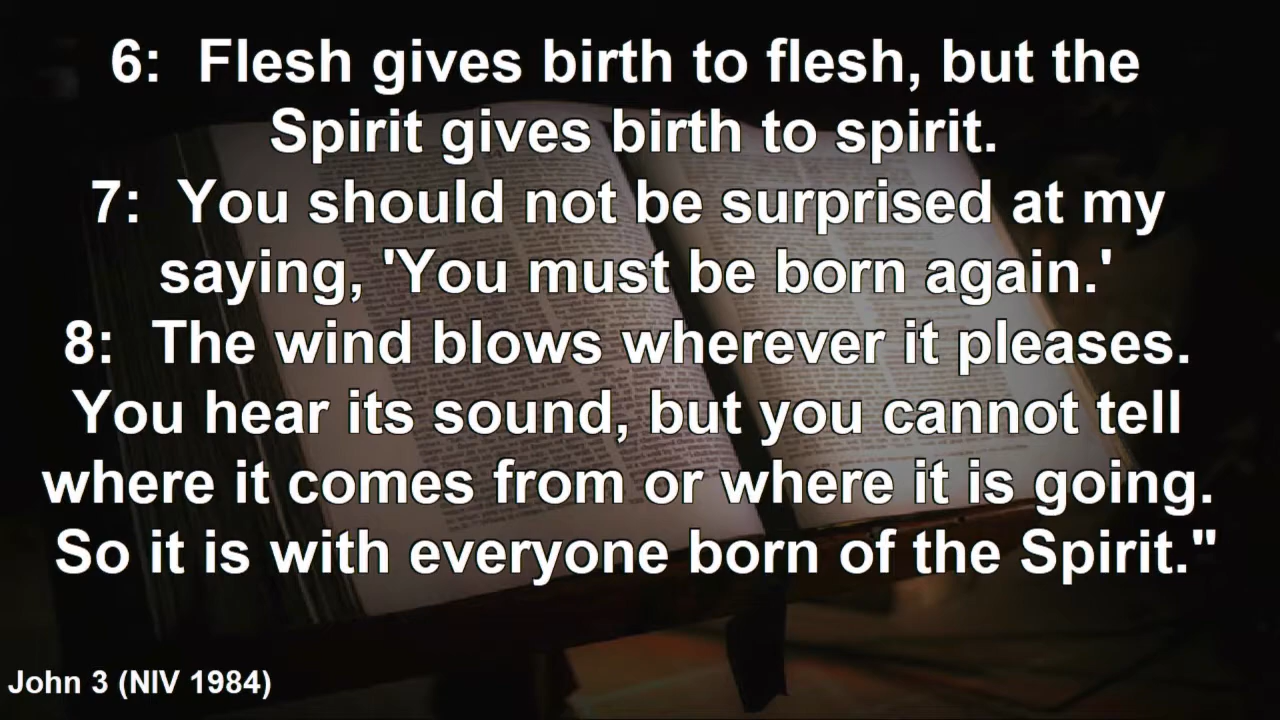 6:  Flesh gives birth to flesh, but the
Spirit gives birth to spirit.
7:  You should not be surprised at my
saying, 'You must be born again.'
8:  The wind blows wherever it pleases.
You hear its sound, but you cannot tell
where it comes from or where it is going.
So it is with everyone born of the Spirit."
John 3 (NIV 1984)